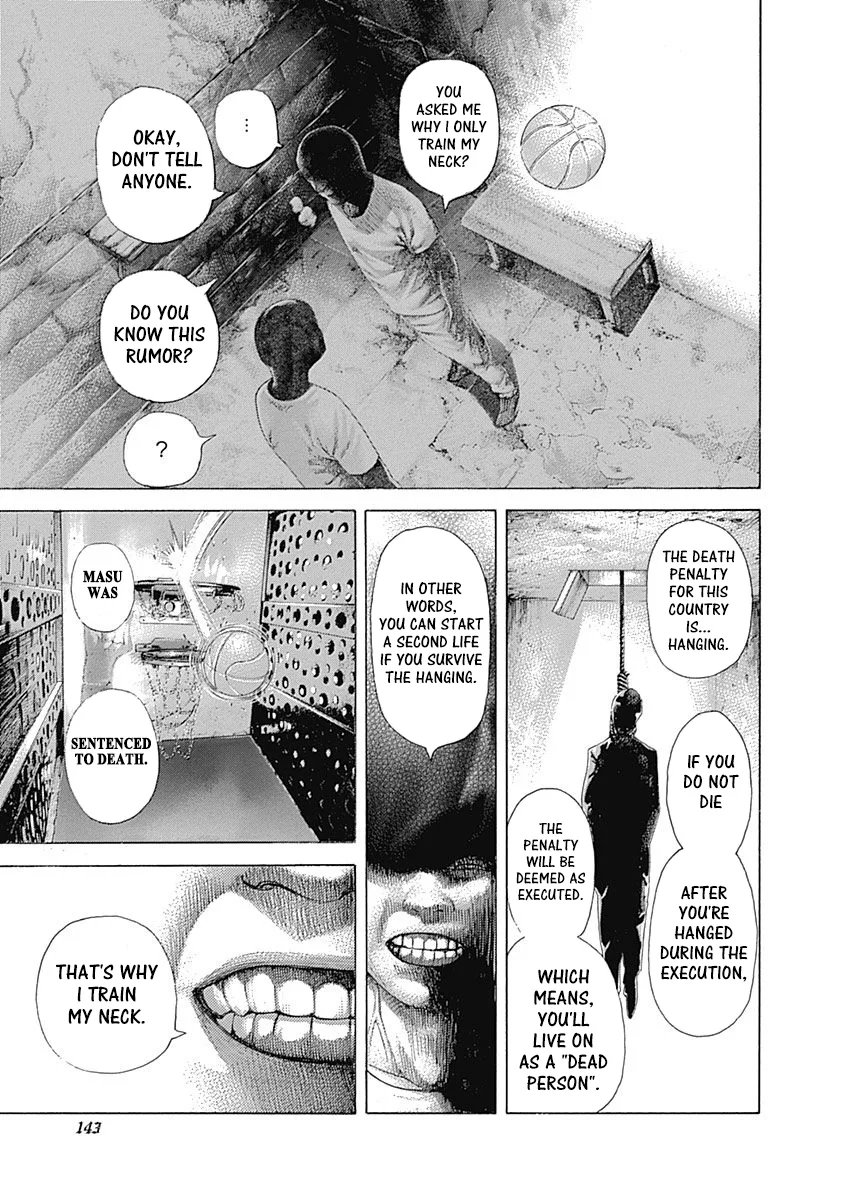 YOU
ASKED ME
WHY I ONLY
TRAIN MY
NECK?
...
OKAY,
DON'T TELL
ANYONE.
DO YOU
KNOW THIS
RUMOR?
?
THE DEATH
PENALTY
FOR THIS
COUNTRY
IS...
HANGING.
IF YOU
DO NOT
DIE
AFTER
YOU'RE
HANGED
DURING THE
EXECUTION,
THE
PENALTY
WILL BE
DEEMED AS
EXECUTED.
WHICH
MEANS,
YOU'LL
LIVE ON
AS A "DEAD
PERSON".
IN OTHER
WORDS,
YOU CAN START
A SECOND LIFE
IF YOU SURVIVE
THE HANGING.
MASU
WAS
SENTENCED
TO DEATH.
THAT'S WHY
I TRAIN
MY NECK.
143